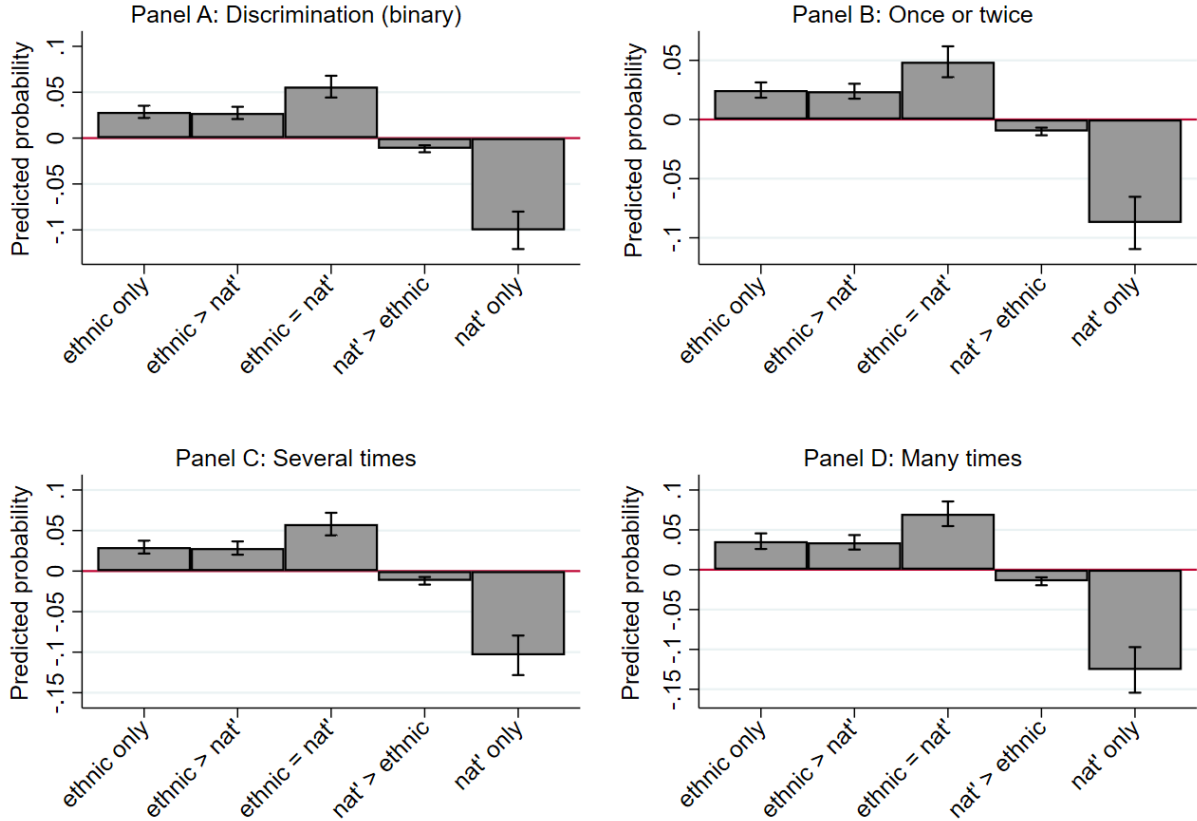 Panel A: Discrimination (binary)
Predicted probability
.1
.05
0
-.05
-.1
ethnic only
ethnic > nat'
ethnic = nat'
nat' > ethnic
nat' only
Panel B: Once or twice
Predicted probability
.05
0
-.05
-.1
ethnic only
ethnic > nat'
ethnic = nat'
nat' > ethnic
nat' only
Panel C: Several times
Predicted probability
.1
.05
0
-.05
-.1
-.15
ethnic only
ethnic > nat'
ethnic = nat'
nat' > ethnic
nat' only
Panel D: Many times
Predicted probability
.1
.05
0
-.05
-.1
-.15
ethnic only
ethnic > nat'
ethnic = nat'
nat' > ethnic
nat' only